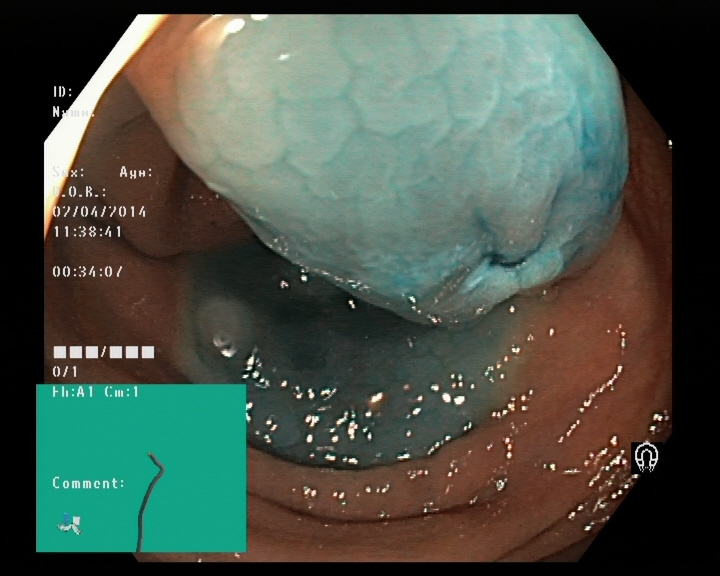 ID:
Name:
Sex: Age:
D.O.R.:
02/04/2014
11:38:41
00:34:07
■■■/■■■
0/1
Eh:A1 Cm:1
Comment: